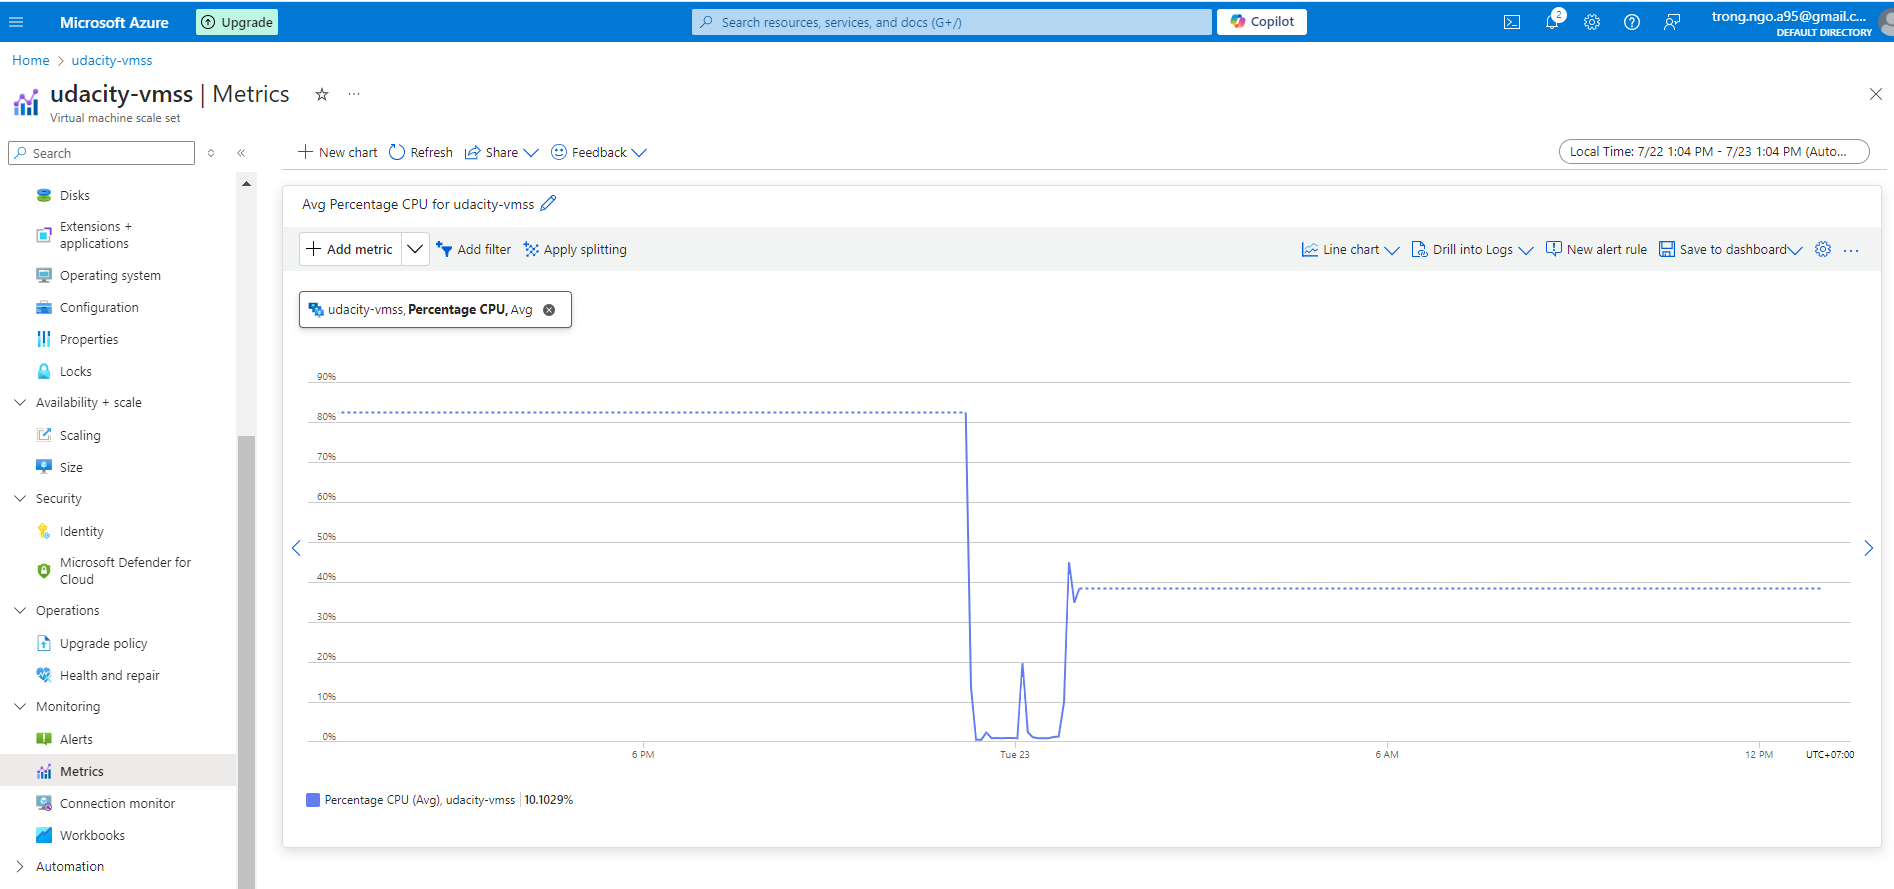 Microsoft Azure
Upgrade
Search resources, services, and docs (G+/)
Copilot
2
trong.ngo.a95@gmail.c...
DEFAULT DIRECTORY
Home > udacity-vmss
udacity-vmss | Metrics
Virtual machine scale set
Search
Disks
Extensions +
applications
Operating system
Configuration
Properties
Locks
Availability + scale
Scaling
Size
Security
Identity
Microsoft Defender for
Cloud
Operations
Upgrade policy
Health and repair
Monitoring
Alerts
Metrics
Connection monitor
Workbooks
Automation
New chart Refresh Share Feedback
Local Time: 7/22 1:04 PM - 7/23 1:04 PM (Auto...
Avg Percentage CPU for udacity-vmss
Add metric Add filter Apply splitting
Line chart Drill into Logs New alert rule Save to dashboard ...
udacity-vmss, Percentage CPU, Avg
90%
80%
70%
60%
50%
40%
30%
20%
10%
0%
6 PM Tue 23 6 AM 12 PM UTC+07:00
Percentage CPU (Avg), udacity-vmss | 10.1029%